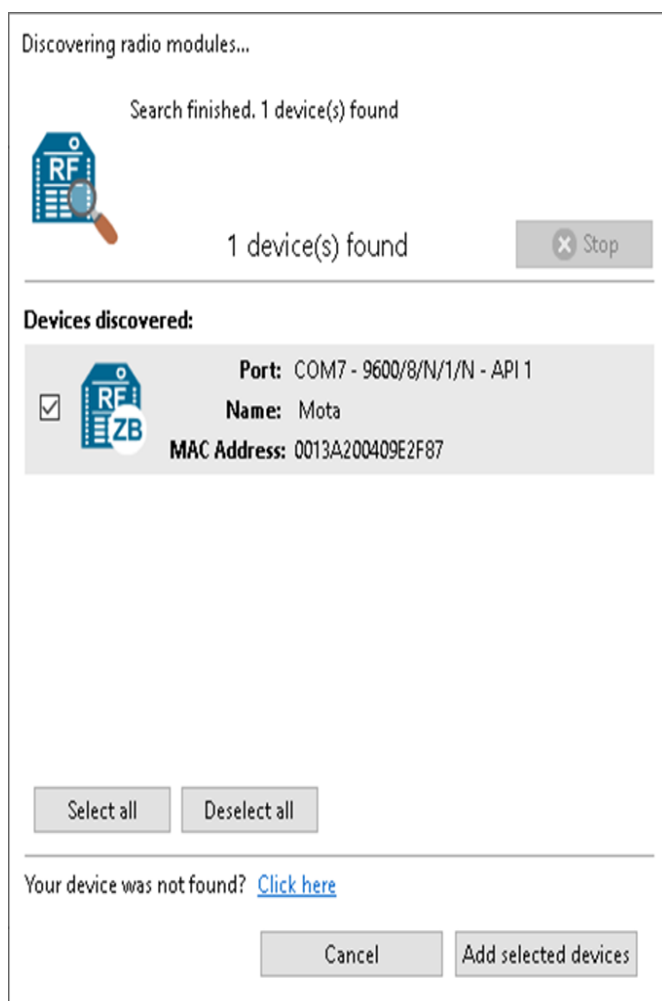 Discovering radio modules...
Search finished. 1 device(s) found
RF
1 device(s) found
Stop
Devices discovered:
RF
ZB
Port: COM7 - 9600/8/N/1/N - API 1
Name: Mota
MAC Address: 0013A200409E2F87
Select all
Deselect all
Your device was not found? Click here
Cancel
Add selected devices